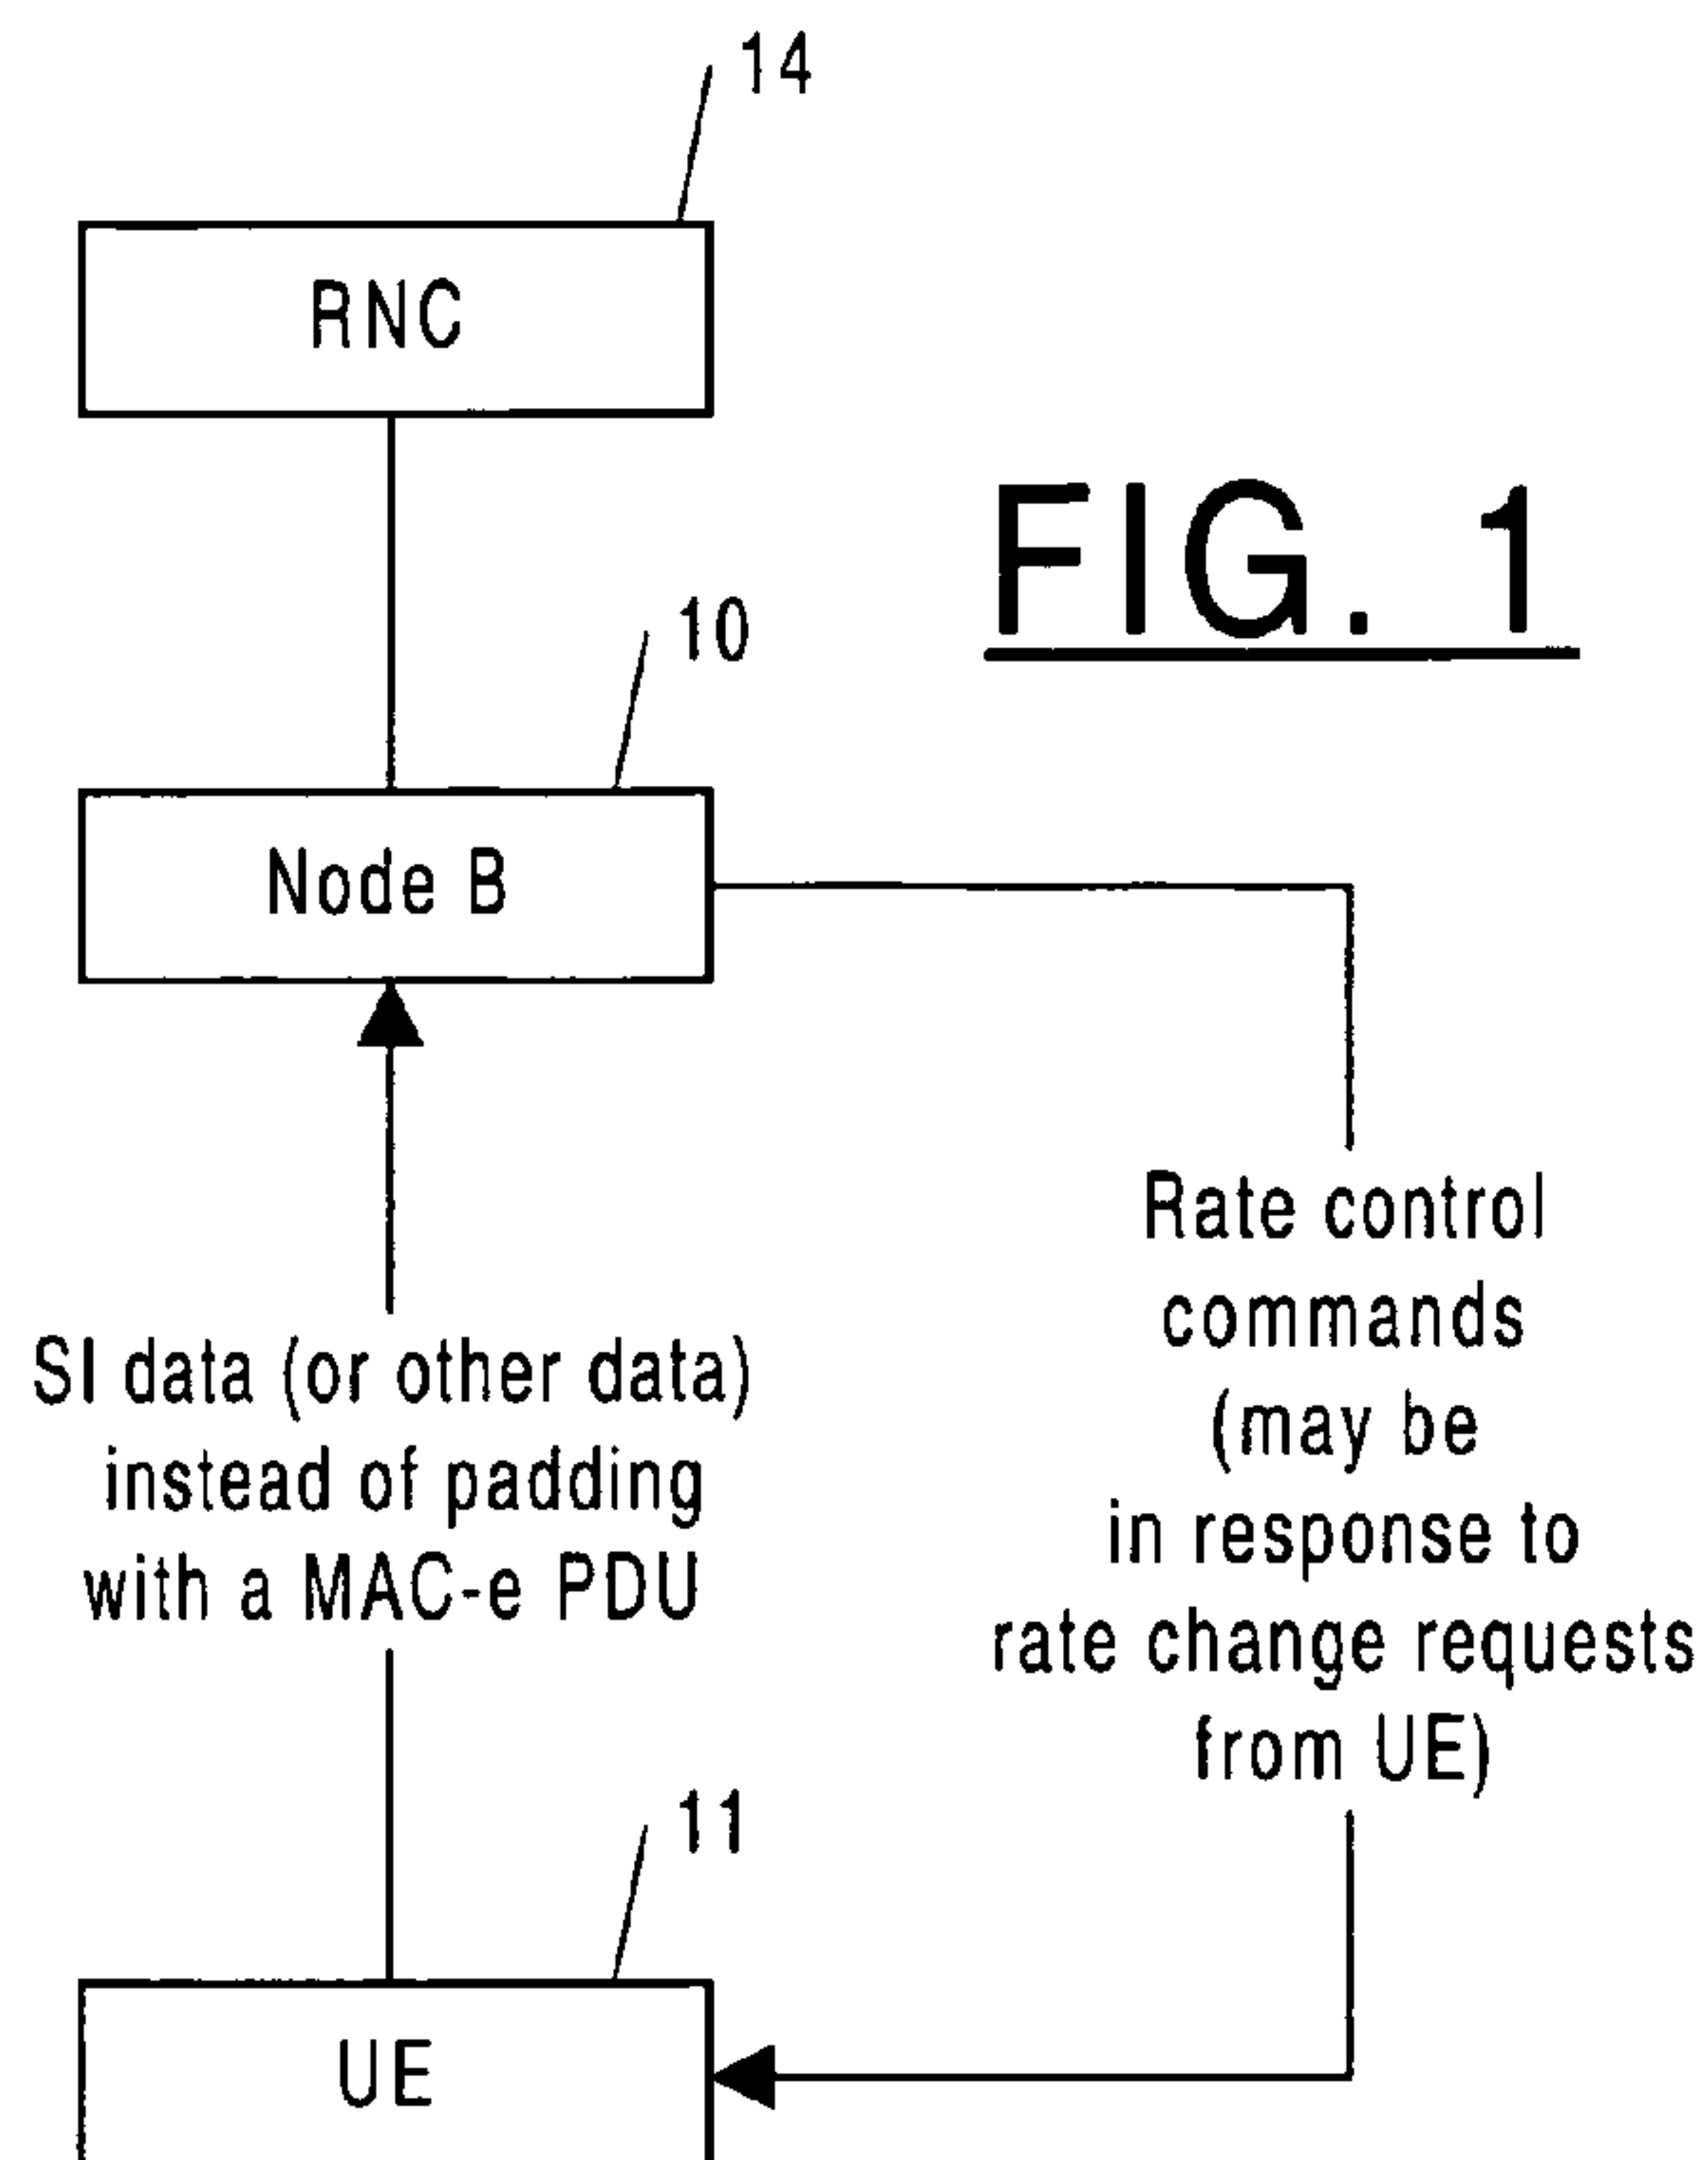 14
RNC
FIG. 1
10
Node B
Rate control
commands
(may be
in response to
rate change requests
from UE)
SI data (or other data)
instead of padding
with a MAC-e PDU
11
UE